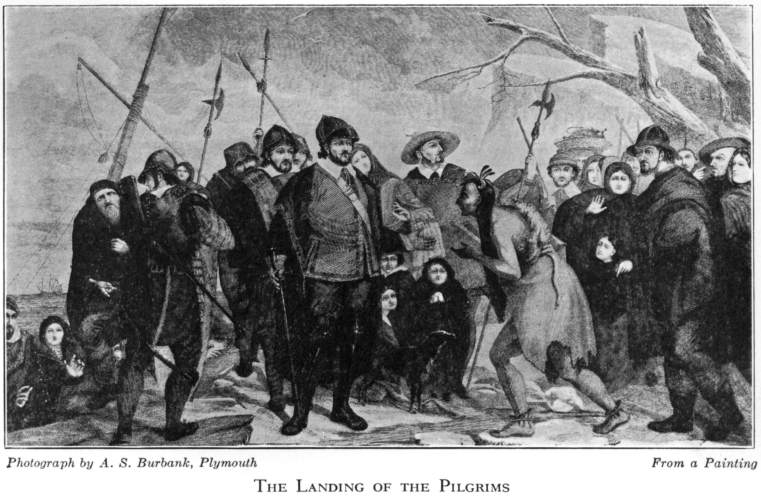 Photograph by A. S. Burbank, Plymouth From a Painting
THE LANDING OF THE PILGRIMS